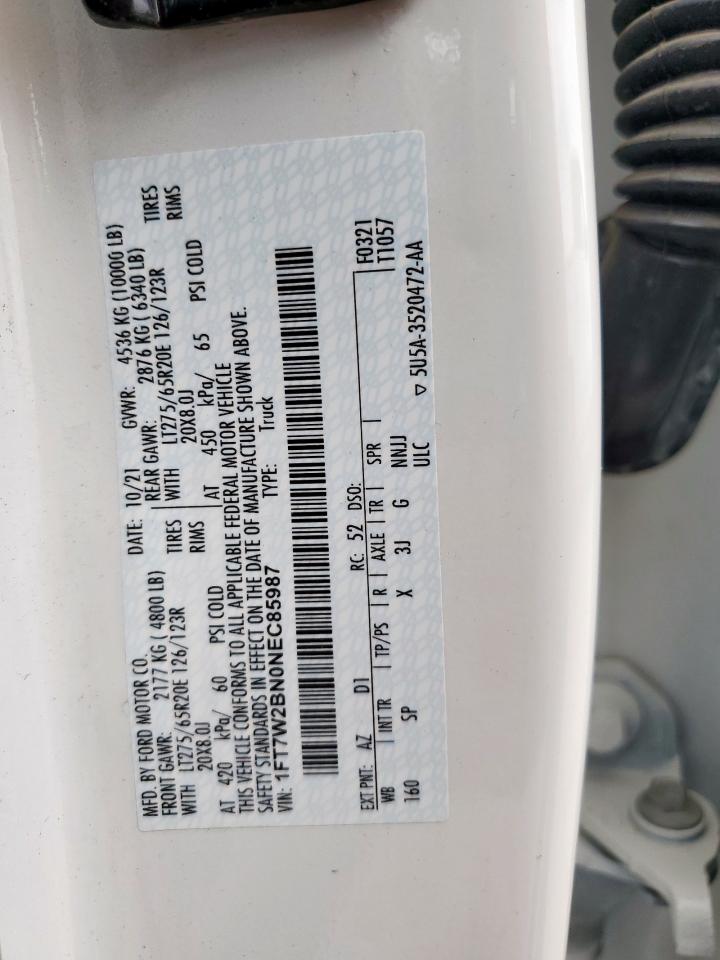 MFD. BY FORD MOTOR CO.
DATE: 10/21 GVWR: 4536 KG (10000 LB)
FRONT GAWR: 2177 KG ( 4800 LB) REAR GAWR: 2876 KG ( 6340 LB)
WITH LT275/65R20E 126/123R TIRES WITH LT275/65R20E 126/123R TIRES
20X8.0J RIMS 20X8.0J RIMS
AT 420 kPa/ 60 PSI COLD AT 450 kPa/ 65 PSI COLD
THIS VEHICLE CONFORMS TO ALL APPLICABLE FEDERAL MOTOR VEHICLE
SAFETY STANDARDS IN EFFECT ON THE DATE OF MANUFACTURE SHOWN ABOVE.
VIN: 1FT7W2BN0NEC85987 TYPE: Truck
EXT PNT: AZ D1 RC: 52 DSO: F0321
WB INT TR TP/PS R AXLE TR SPR T1057
160 SP X 3J G NNJJ
ULC
▽ 5U5A-3520472-AA